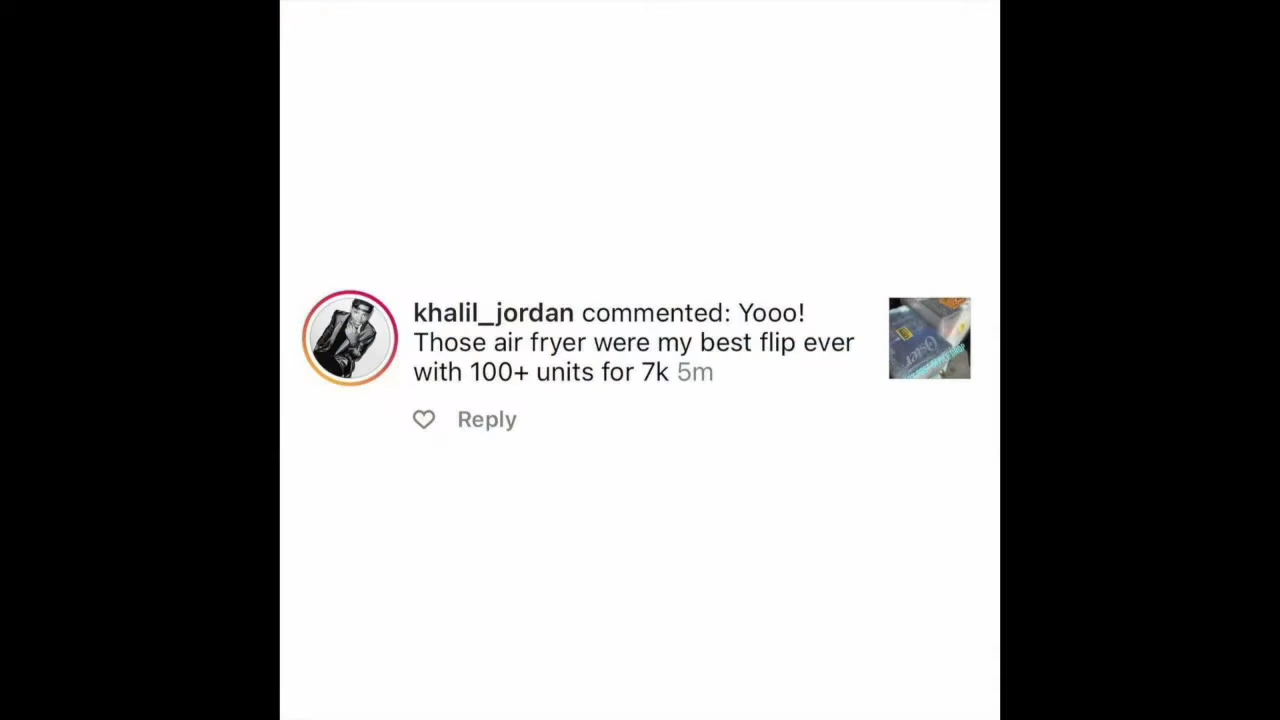 khalil_jordan commented: Yooo!
Those air fryer were my best flip ever
with 100+ units for 7k 5m
Reply